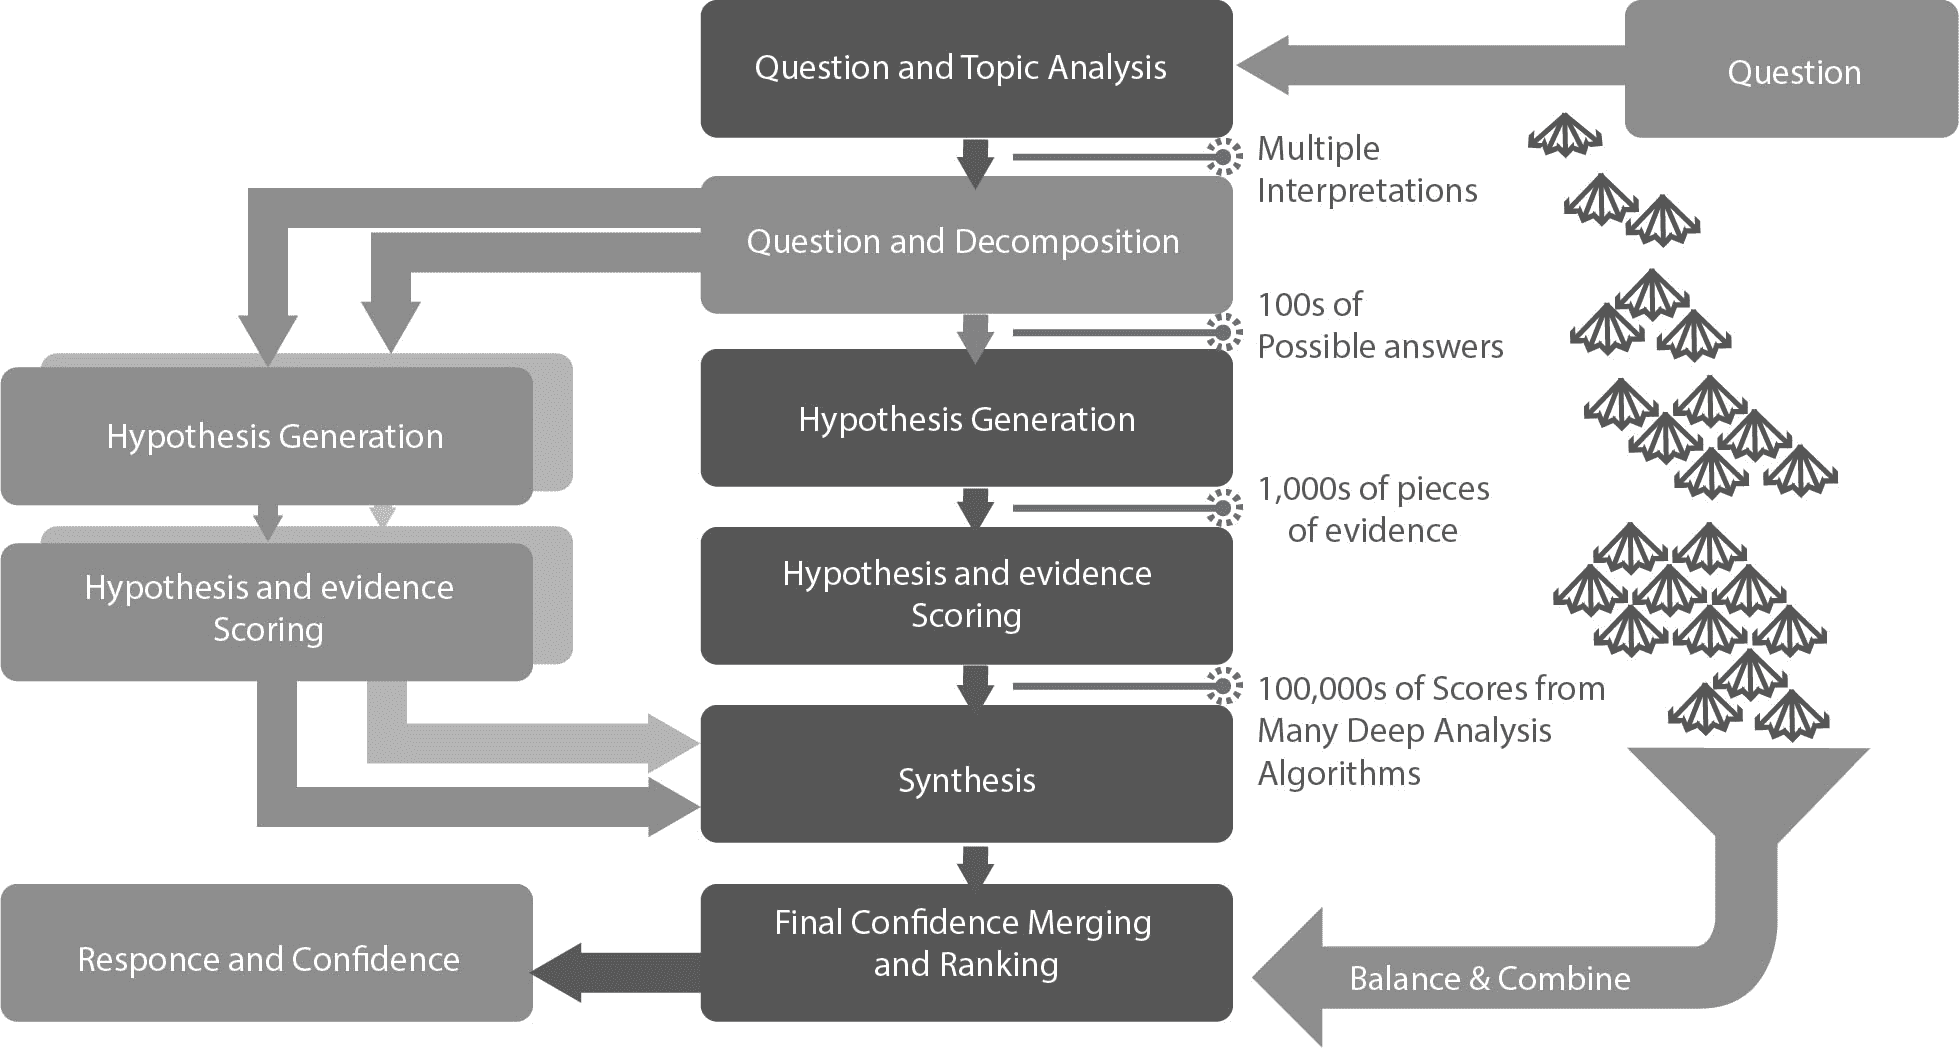 Question and Topic Analysis
Question
Multiple
Interpretations
Question and Decomposition
100s of
Possible answers
Hypothesis Generation
Hypothesis Generation
1,000s of pieces
of evidence
Hypothesis and evidence
Scoring
Hypothesis and evidence
Scoring
100,000s of Scores from
Many Deep Analysis
Algorithms
Synthesis
Final Confidence Merging
and Ranking
Responce and Confidence
Balance & Combine